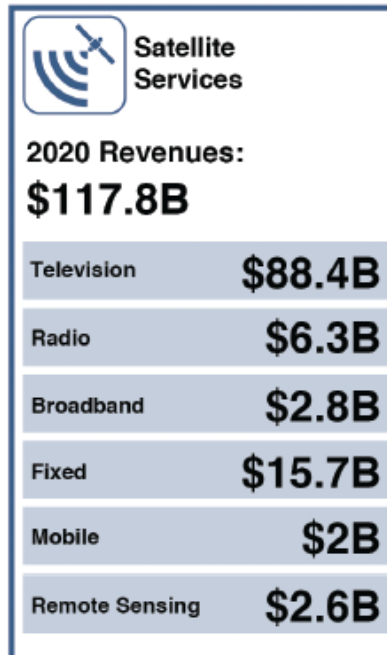 Satellite
Services
2020 Revenues:
$117.8B
Television $88.4B
Radio $6.3B
Broadband $2.8B
Fixed $15.7B
Mobile $2B
Remote Sensing $2.6B